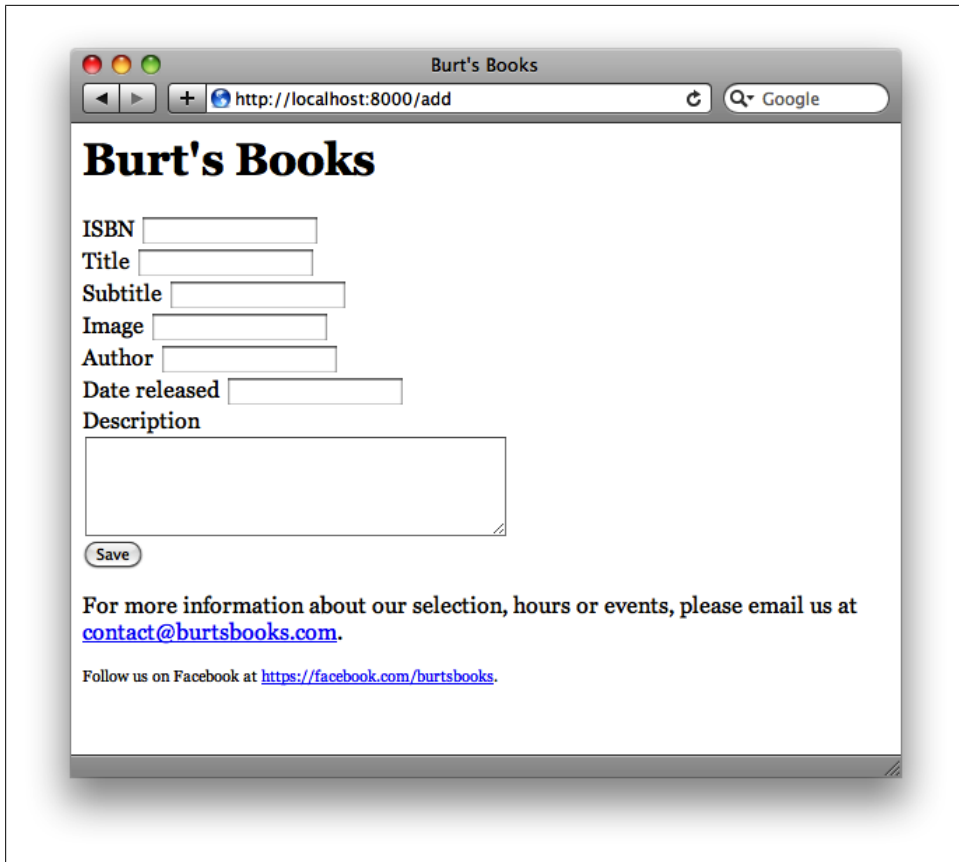 Burt's Books
http://localhost:8000/add
Google
Burt's Books
ISBN
Title
Subtitle
Image
Author
Date released
Description
Save
For more information about our selection, hours or events, please email us at
contact@burtsbooks.com.
Follow us on Facebook at https://facebook.com/burtsbooks.